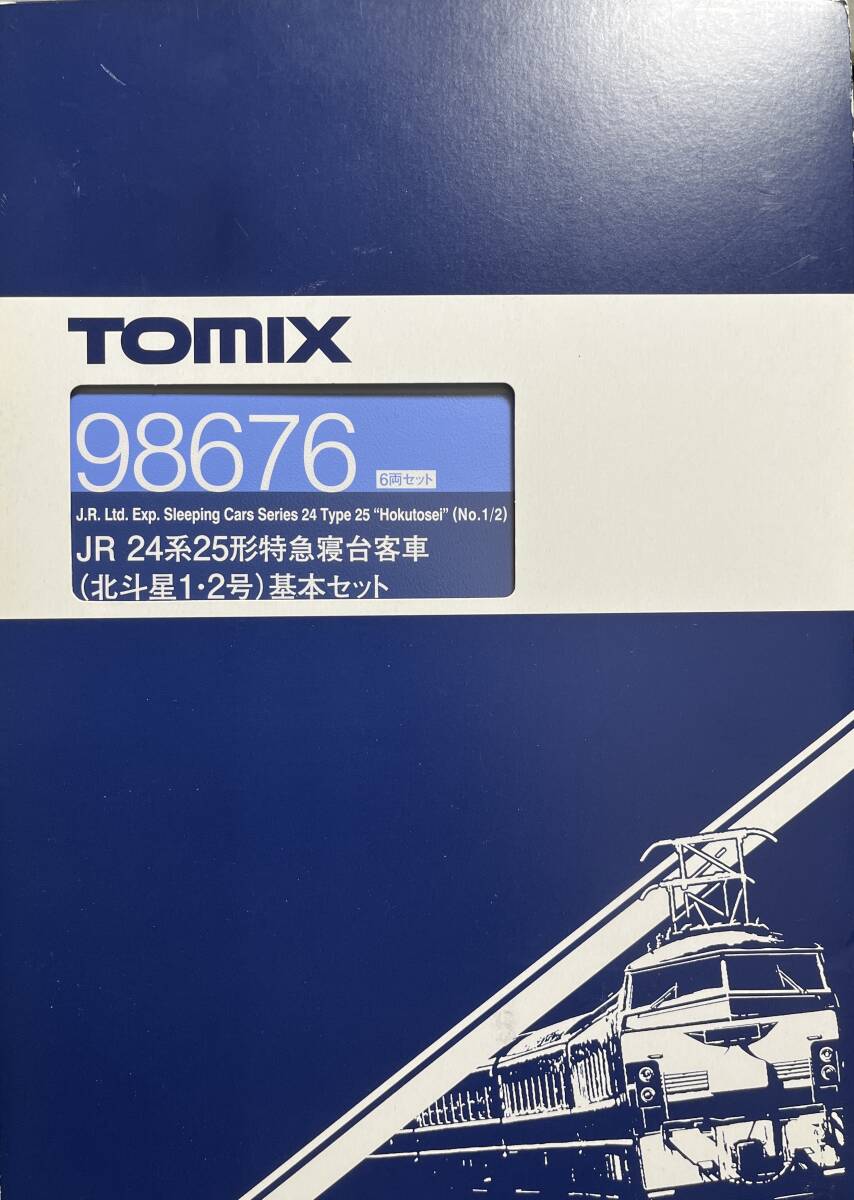 TOMIX
98676
6両セット
J.R. Ltd. Exp. Sleeping Cars Series 24 Type 25 “Hokutosei” (No.1/2)
JR 24系25形特急寝台客車
(北斗星1・2号)基本セット